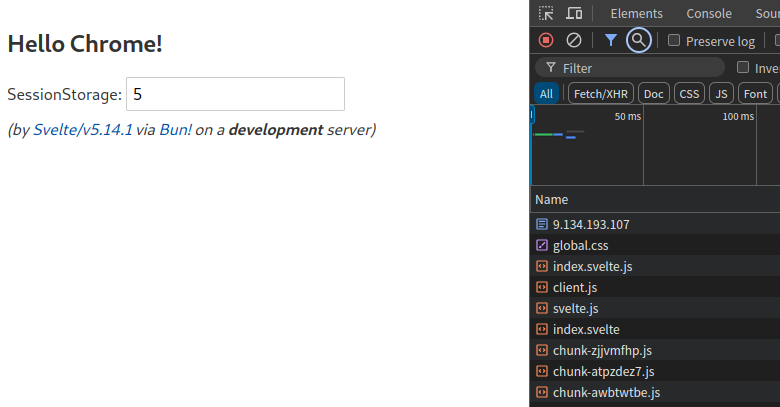 Hello Chrome!
SessionStorage: 5
(by Svelte/v5.14.1 via Bun! on a development server)
Elements Console
Preserve log
Filter
All Fetch/XHR Doc CSS JS Font
50 ms 100 ms
Name
9.134.193.107
global.css
index.svelte.js
client.js
svelte.js
index.svelte
chunk-zjjvmfhp.js
chunk-atpzdez7.js
chunk-awbtwtbe.js